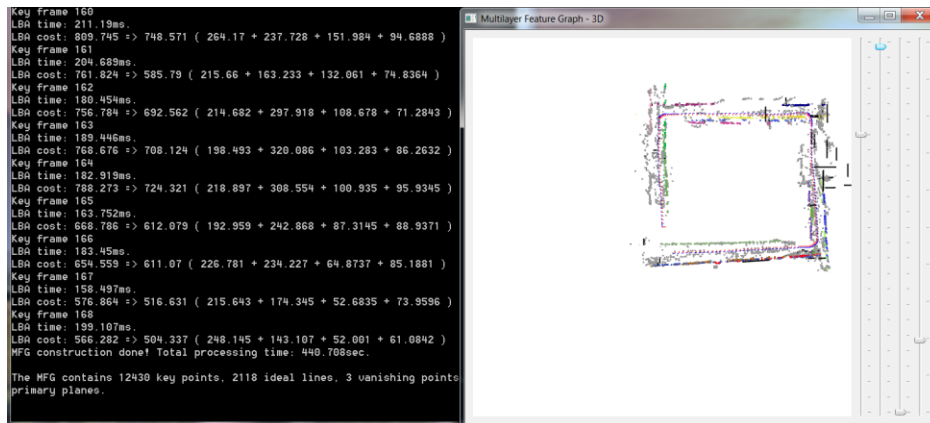 Key frame 160
LBA time: 211.19ms.
LBA cost: 809.745 => 748.571 ( 264.17 + 237.728 + 151.984 + 94.6888 )
Key frame 161
LBA time: 204.689ms.
LBA cost: 761.824 => 585.79 ( 215.66 + 163.233 + 132.061 + 74.8364 )
Key frame 162
LBA time: 180.454ms.
LBA cost: 756.784 => 692.562 ( 214.682 + 297.918 + 108.678 + 71.2843 )
Key frame 163
LBA time: 189.446ms.
LBA cost: 768.676 => 708.124 ( 198.493 + 320.086 + 103.283 + 86.2632 )
Key frame 164
LBA time: 182.919ms.
LBA cost: 788.273 => 724.321 ( 218.897 + 308.554 + 100.935 + 95.9345 )
Key frame 165
LBA time: 163.752ms.
LBA cost: 668.786 => 612.079 ( 192.959 + 242.868 + 87.3145 + 88.9371 )
Key frame 166
LBA time: 183.45ms.
LBA cost: 654.559 => 611.07 ( 226.781 + 234.227 + 64.8737 + 85.1881 )
Key frame 167
LBA time: 158.497ms.
LBA cost: 576.864 => 516.631 ( 215.643 + 174.345 + 52.6835 + 73.9596 )
Key frame 168
LBA time: 199.107ms.
LBA cost: 566.282 => 504.337 ( 248.145 + 143.107 + 52.001 + 61.0842 )
MFG construction done! Total processing time: 440.708sec.
The MFG contains 12430 key points, 2118 ideal lines, 3 vanishing points
primary planes.
Multilayer Feature Graph - 3D